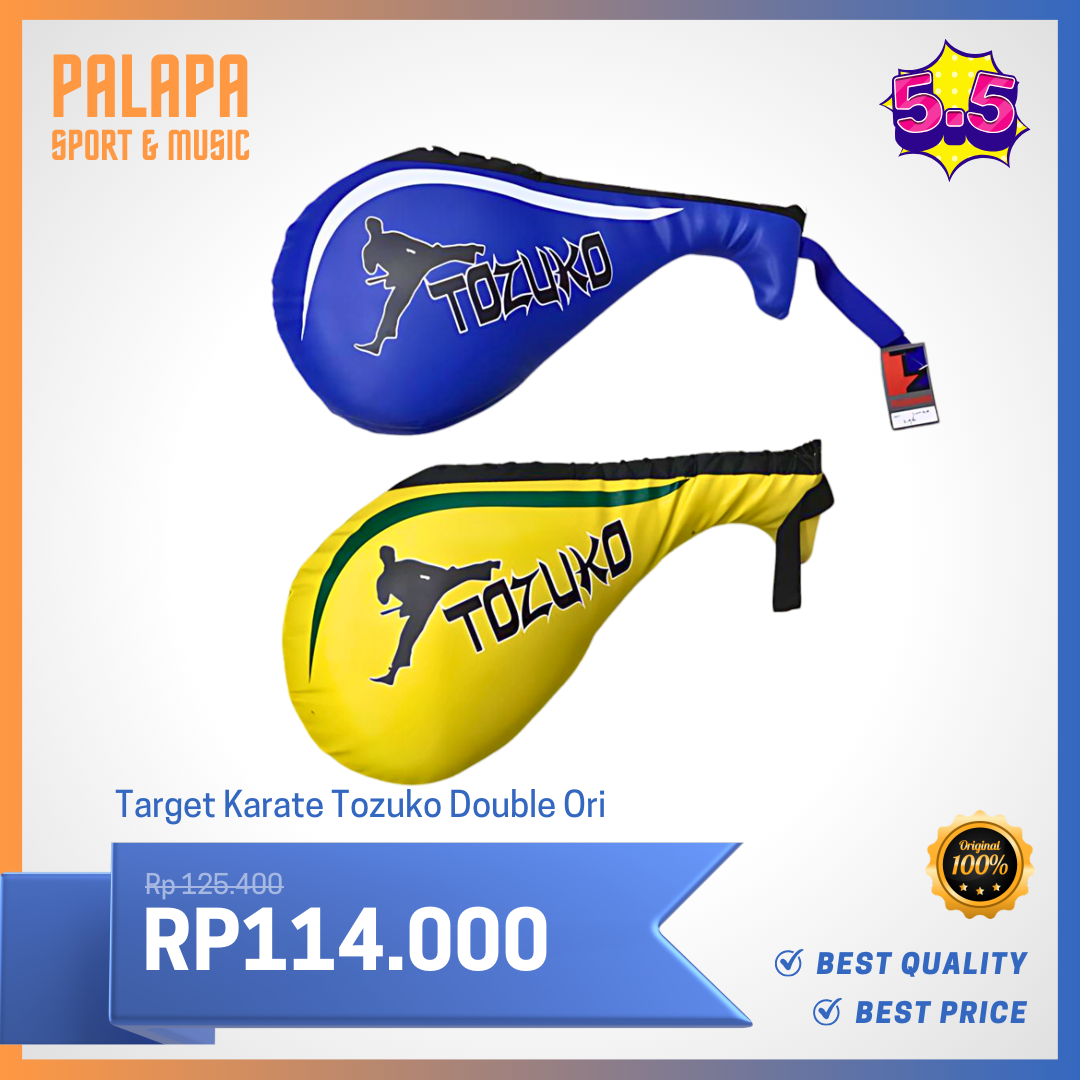 PALAPA
SPORT & MUSIC
5.5
TOZUKO
TOZUKO
Target Karate Tozuko Double Ori
Rp 125.400
RP114.000
Original
100%
BEST QUALITY
BEST PRICE